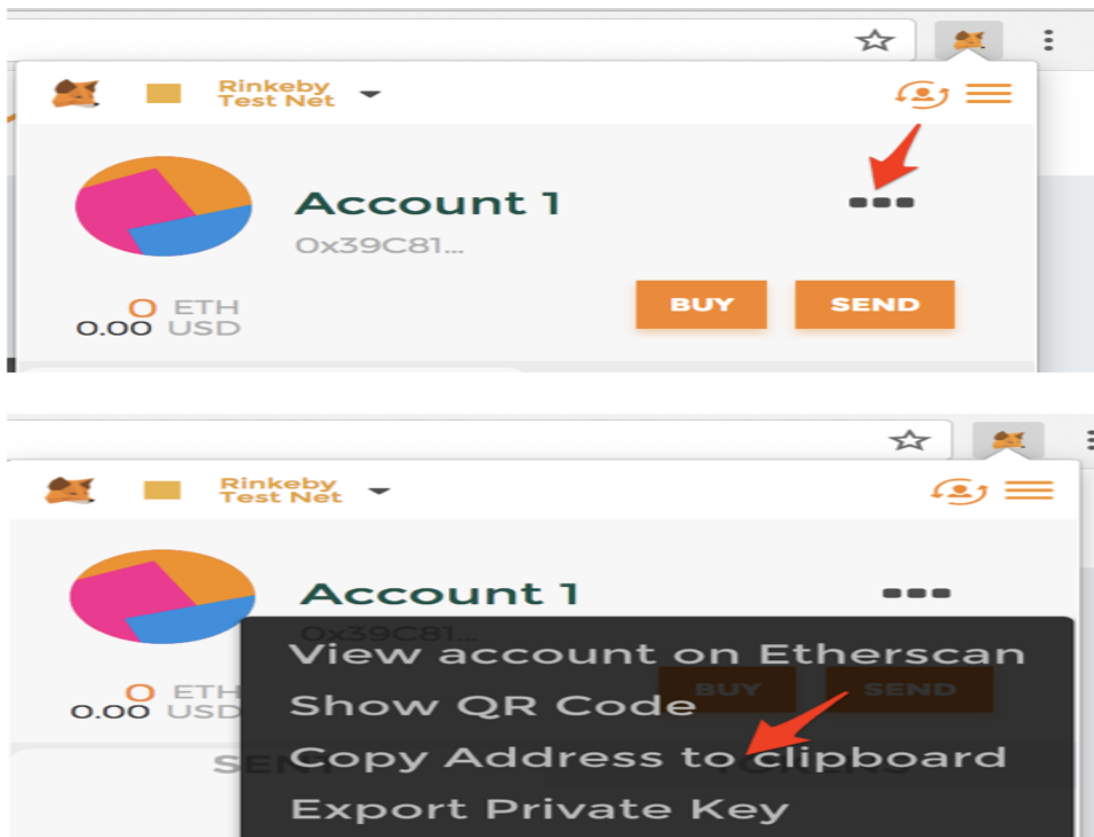 Rinkeby
Test Net
Account 1
0x39C81...
0 ETH
0.00 USD
BUY
SEND
Rinkeby
Test Net
Account 1
0x39C81...
View account on Etherscan
0 ETH
0.00 USD
BUY
SEND
Show QR Code
SENT
TOKENS
Copy Address to clipboard
Export Private Key